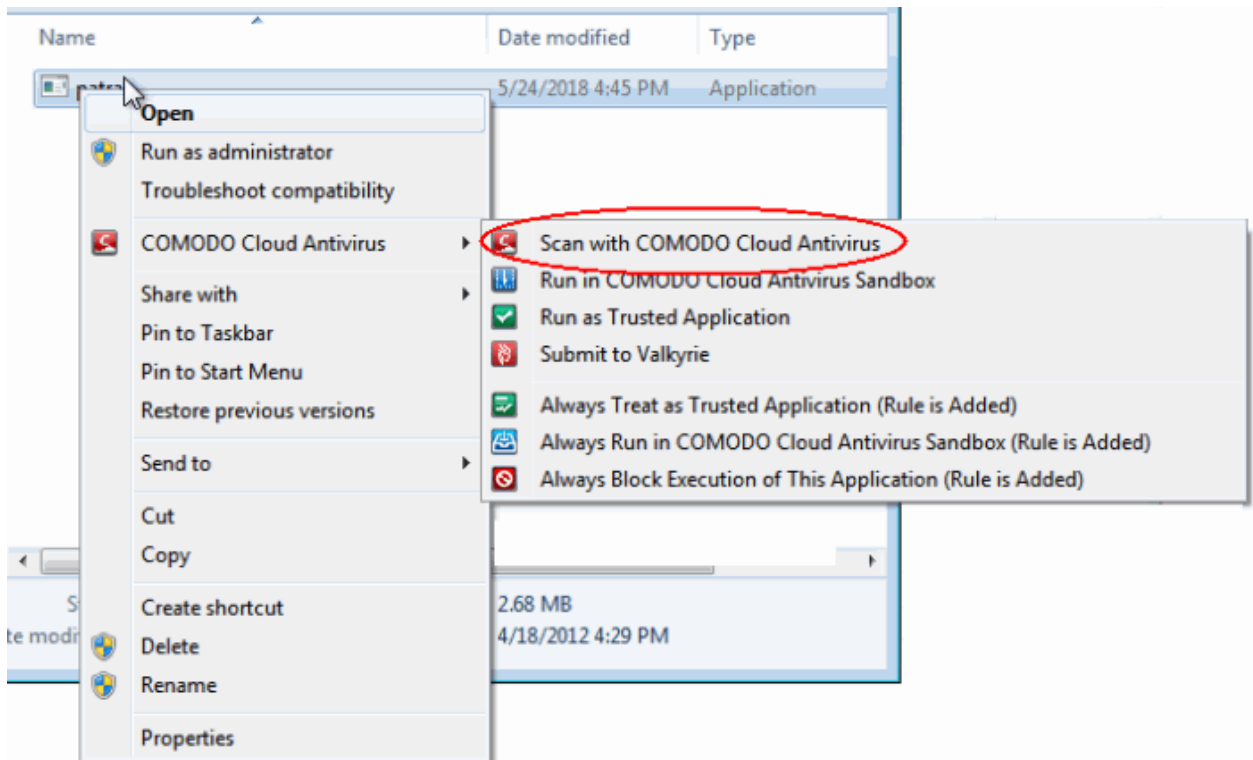 Name Date modified Type
5/24/2018 4:45 PM Application
Open
Run as administrator
Troubleshoot compatibility
COMODO Cloud Antivirus
Share with
Pin to Taskbar
Pin to Start Menu
Restore previous versions
Send to
Cut
Copy
Create shortcut
Delete
Rename
Properties
Scan with COMODO Cloud Antivirus
Run in COMODO Cloud Antivirus Sandbox
Run as Trusted Application
Submit to Valkyrie
Always Treat as Trusted Application (Rule is Added)
Always Run in COMODO Cloud Antivirus Sandbox (Rule is Added)
Always Block Execution of This Application (Rule is Added)
2.68 MB
4/18/2012 4:29 PM